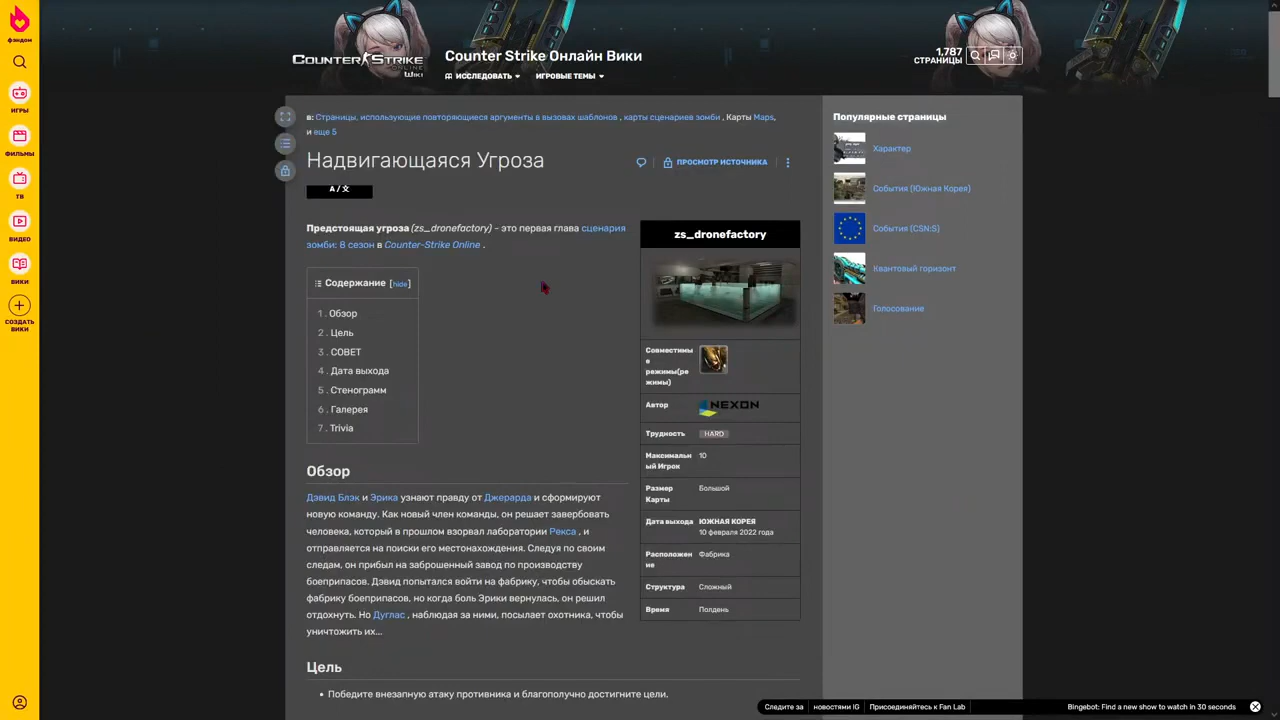 фэндом
ИГРЫ
ФИЛЬМЫ
ТВ
ВИДЕО
ВИКИ
СОЗДАТЬ
ВИКИ
COUNTER STRIKE
ONLINE
Wiki
Counter Strike Онлайн Вики
ИССЛЕДОВАТЬ
ИГРОВЫЕ ТЕМЫ
1,787
СТРАНИЦЫ
в: Страницы, использующие повторяющиеся аргументы в вызовах шаблонов , карты сценариев зомби , Карты Maps,
и еще 5
Надвигающаяся Угроза
ПРОСМОТР ИСТОЧНИКА
A / 文
Предстоящая угроза (zs_dronefactory) - это первая глава сценария
зомби: 8 сезон в Counter-Strike Online .
Содержание [hide]
1 . Обзор
2 . Цель
3 . СОВЕТ
4 . Дата выхода
5 . Стенограмм
6 . Галерея
7 . Trivia
Обзор
Дэвид Блэк и Эрика узнают правду от Джерарда и сформируют
новую команду. Как новый член команды, он решает завербовать
человека, который в прошлом взорвал лаборатории Рекса , и
отправляется на поиски его местонахождения. Следуя по своим
следам, он прибыл на заброшенный завод по производству
боеприпасов. Дэвид попытался войти на фабрику, чтобы обыскать
фабрику боеприпасов, но когда боль Эрики вернулась, он решил
отдохнуть. Но Дуглас , наблюдая за ними, посылает охотника, чтобы
уничтожить их...
Цель
• Победите внезапную атаку противника и благополучно достигните цели.
zs_dronefactory
Совместимы
е
режимы(ре
жимы)
Автор
NEXON
Трудность
HARD
Максимальн
ый Игрок
10
Размер
Карты
Большой
Дата выхода
ЮЖНАЯ КОРЕЯ
10 февраля 2022 года
Расположен
ие
Фабрика
Структура
Сложный
Время
Полдень
Популярные страницы
Характер
События (Южная Корея)
События (CSN:S)
Квантовый горизонт
Голосование
Следите за
новостями IG
Присоединяйтесь к Fan Lab
Bingebot: Find a new show to watch in 30 seconds